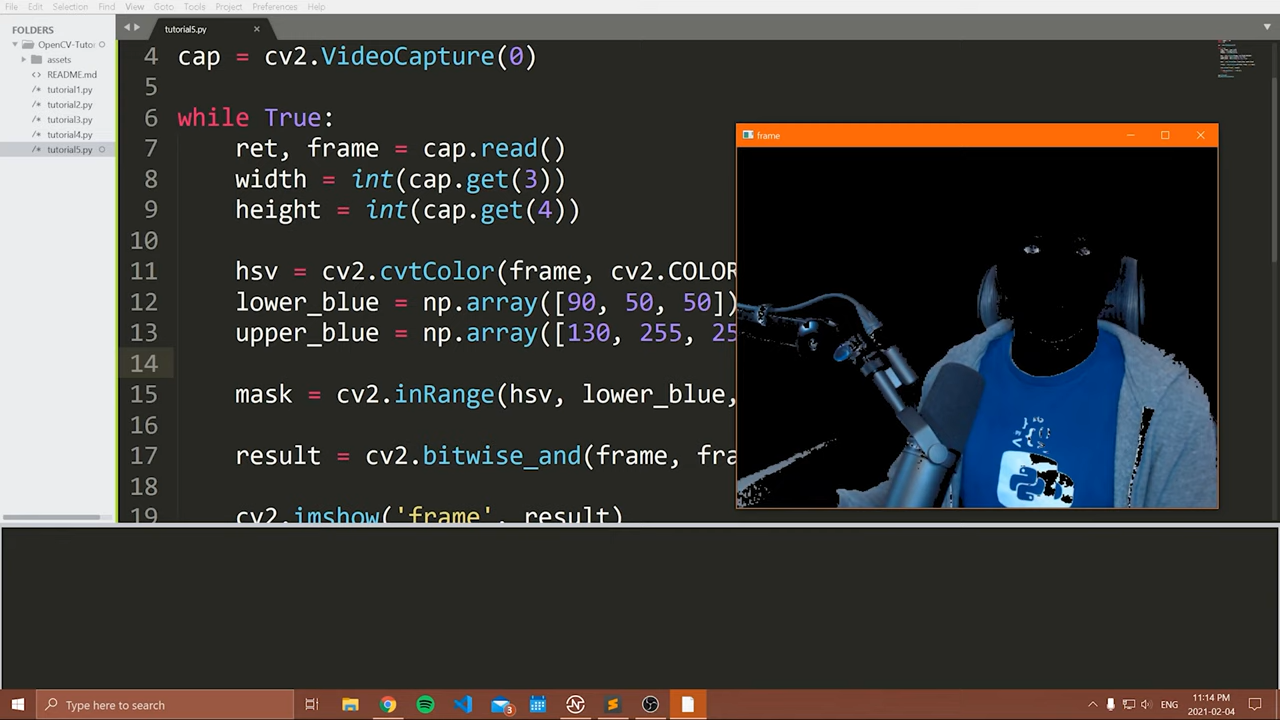 File Edit Selection Find View Goto Tools Project Preferences Help
FOLDERS
OpenCV-Tutor
assets
README.md
tutorial1.py
tutorial2.py
tutorial3.py
tutorial4.py
tutorial5.py
tutorial5.py
4 cap = cv2.VideoCapture(0)
5
6 while True:
7 ret, frame = cap.read()
8 width = int(cap.get(3))
9 height = int(cap.get(4))
10
11 hsv = cv2.cvtColor(frame, cv2.COLOR
12 lower_blue = np.array([90, 50, 50])
13 upper_blue = np.array([130, 255, 25
14
15 mask = cv2.inRange(hsv, lower_blue,
16
17 result = cv2.bitwise_and(frame, fra
18
19 cv2.imshow('frame', result)
frame
Type here to search
3
ENG
11:14 PM
2021-02-04